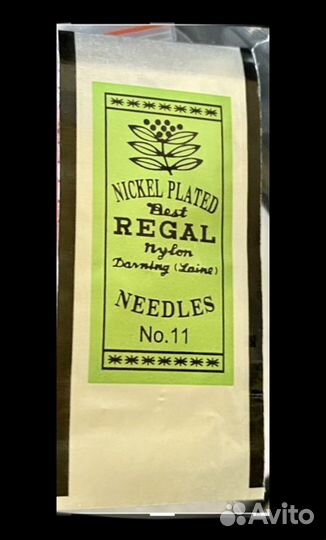 NICKEL PLATED
Best
REGAL
Nylon
Darning (Laine)
NEEDLES
No.11
Avito